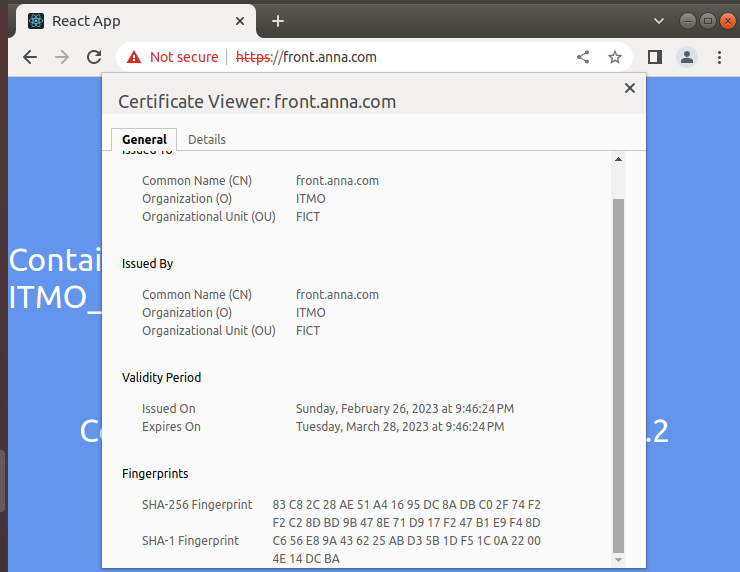 React App
Not secure https://front.anna.com
Certificate Viewer: front.anna.com
General Details
Issued To
Common Name (CN) front.anna.com
Organization (O) ITMO
Organizational Unit (OU) FICT
Issued By
Common Name (CN) front.anna.com
Organization (O) ITMO
Organizational Unit (OU) FICT
Validity Period
Issued On Sunday, February 26, 2023 at 9:46:24 PM
Expires On Tuesday, March 28, 2023 at 9:46:24 PM
Fingerprints
SHA-256 Fingerprint 83 C8 2C 28 AE 51 A4 16 95 DC 8A DB C0 2F 74 F2
F2 C2 8D BD 9B 47 8E 71 D9 17 F2 47 B1 E9 F4 8D
SHA-1 Fingerprint C6 56 E8 9A 43 62 25 AB D3 5B 1D F5 1C 0A 22 00
4E 14 DC BA
Contai
ITMO_
.2